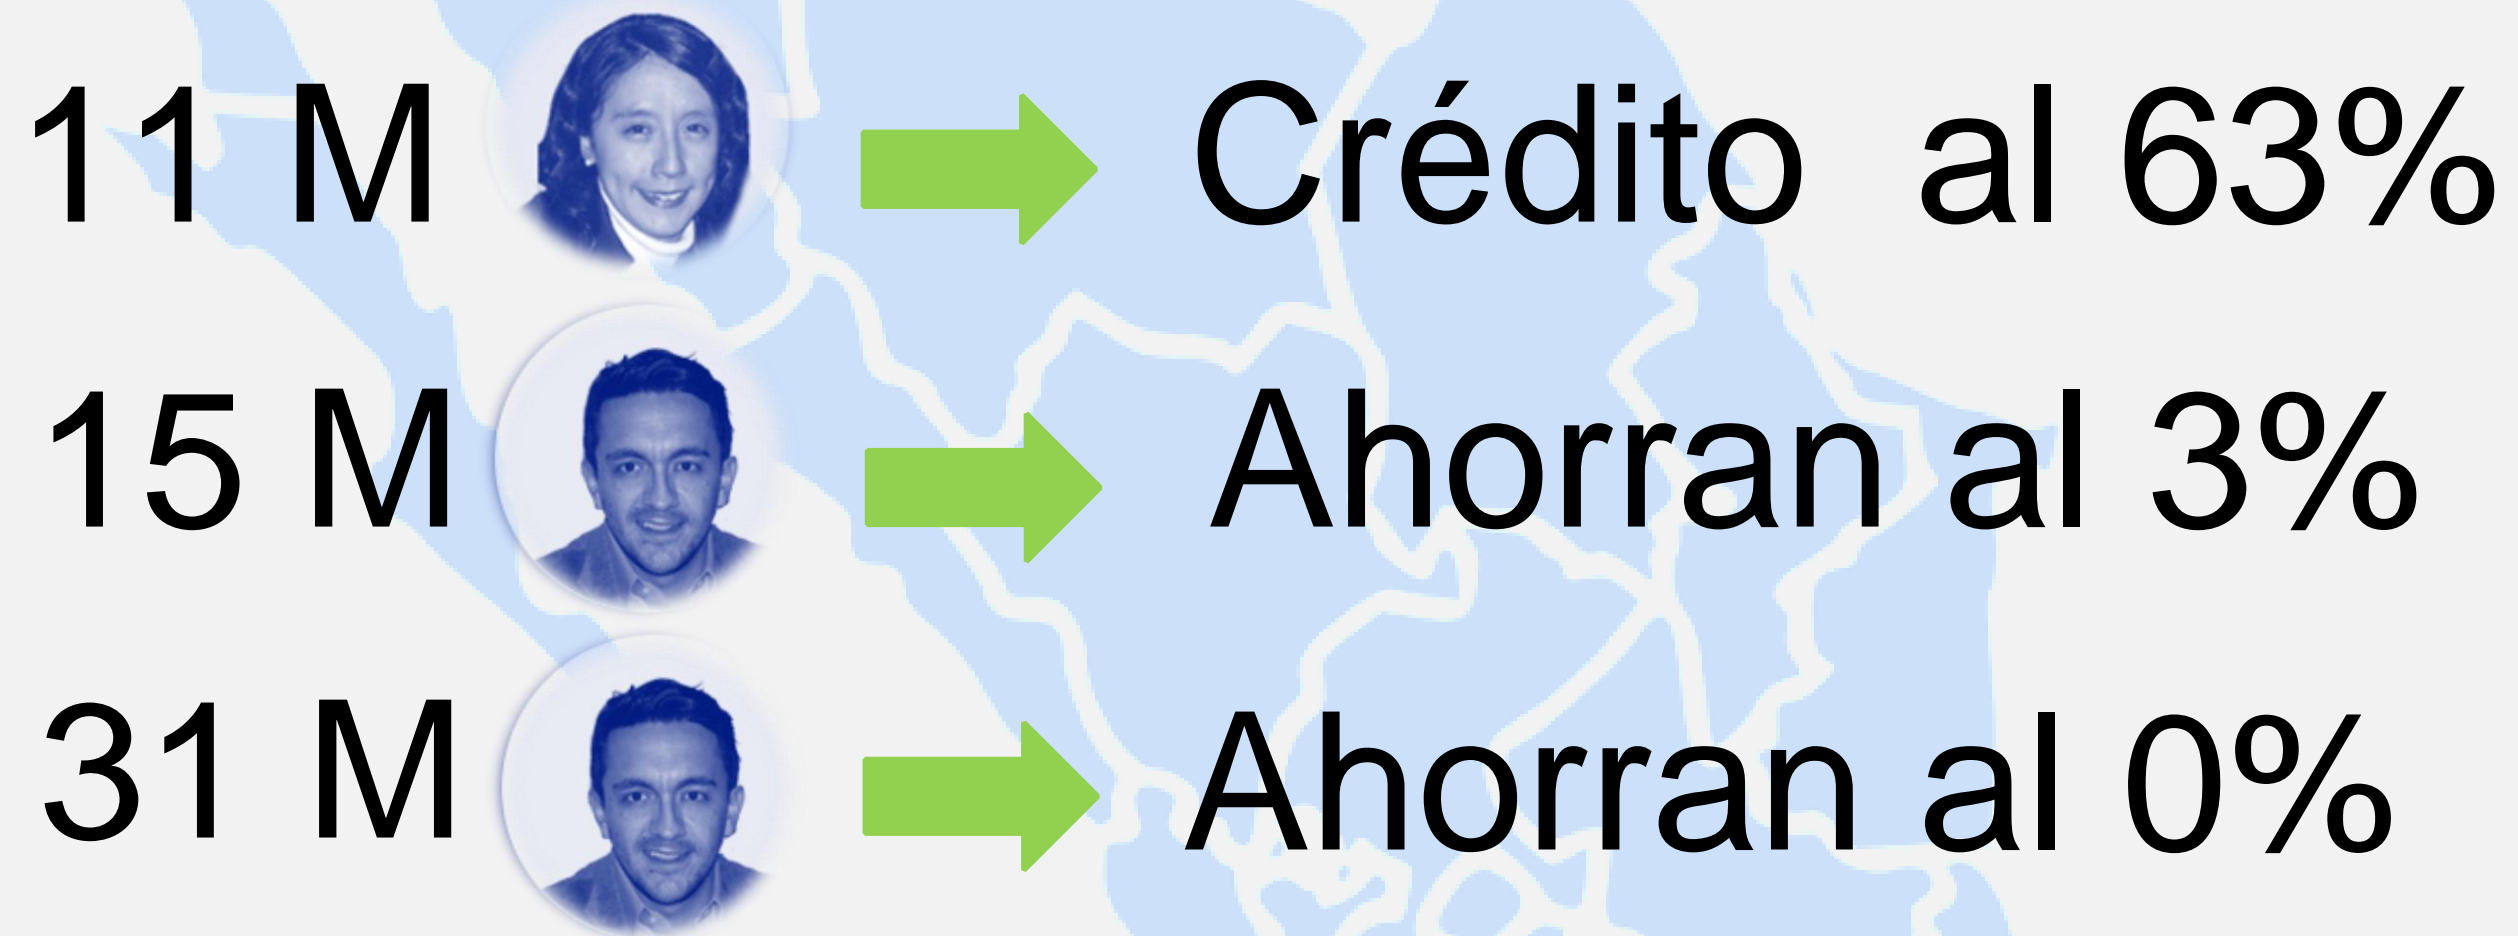 11 M Crédito al 63%
15 M Ahorran al 3%
31 M Ahorran al 0%